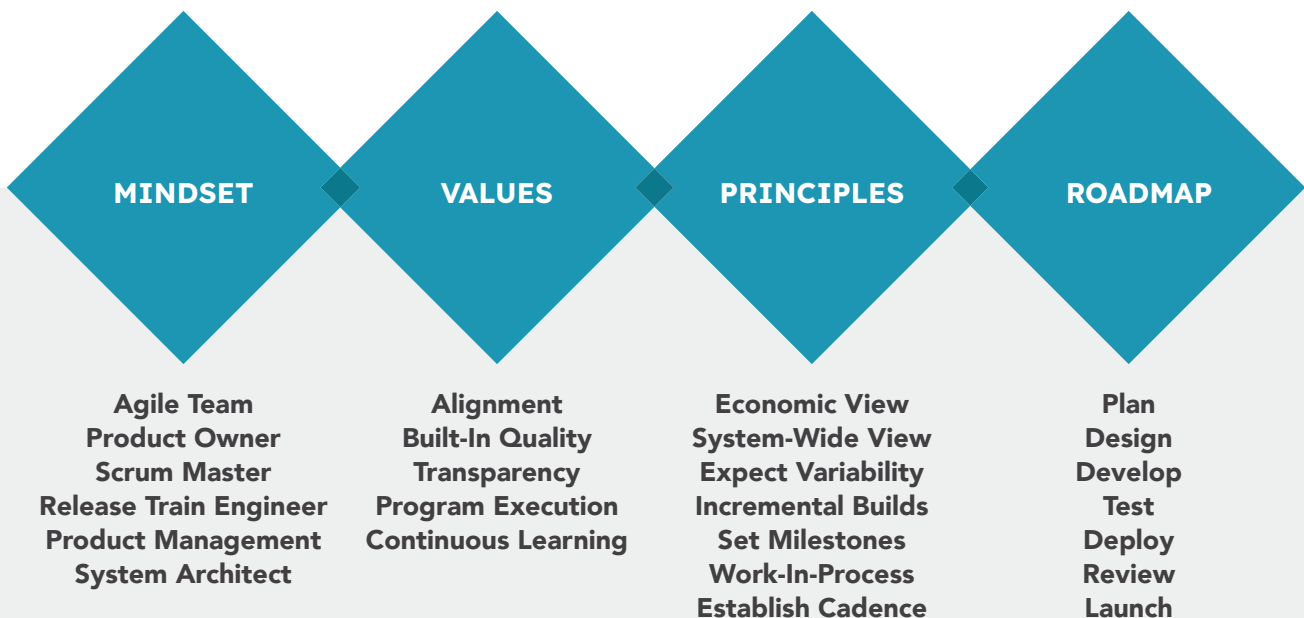 MINDSET
VALUES
PRINCIPLES
ROADMAP
Agile Team
Product Owner
Scrum Master
Release Train Engineer
Product Management
System Architect
Alignment
Built-In Quality
Transparency
Program Execution
Continuous Learning
Economic View
System-Wide View
Expect Variability
Incremental Builds
Set Milestones
Work-In-Process
Establish Cadence
Plan
Design
Develop
Test
Deploy
Review
Launch